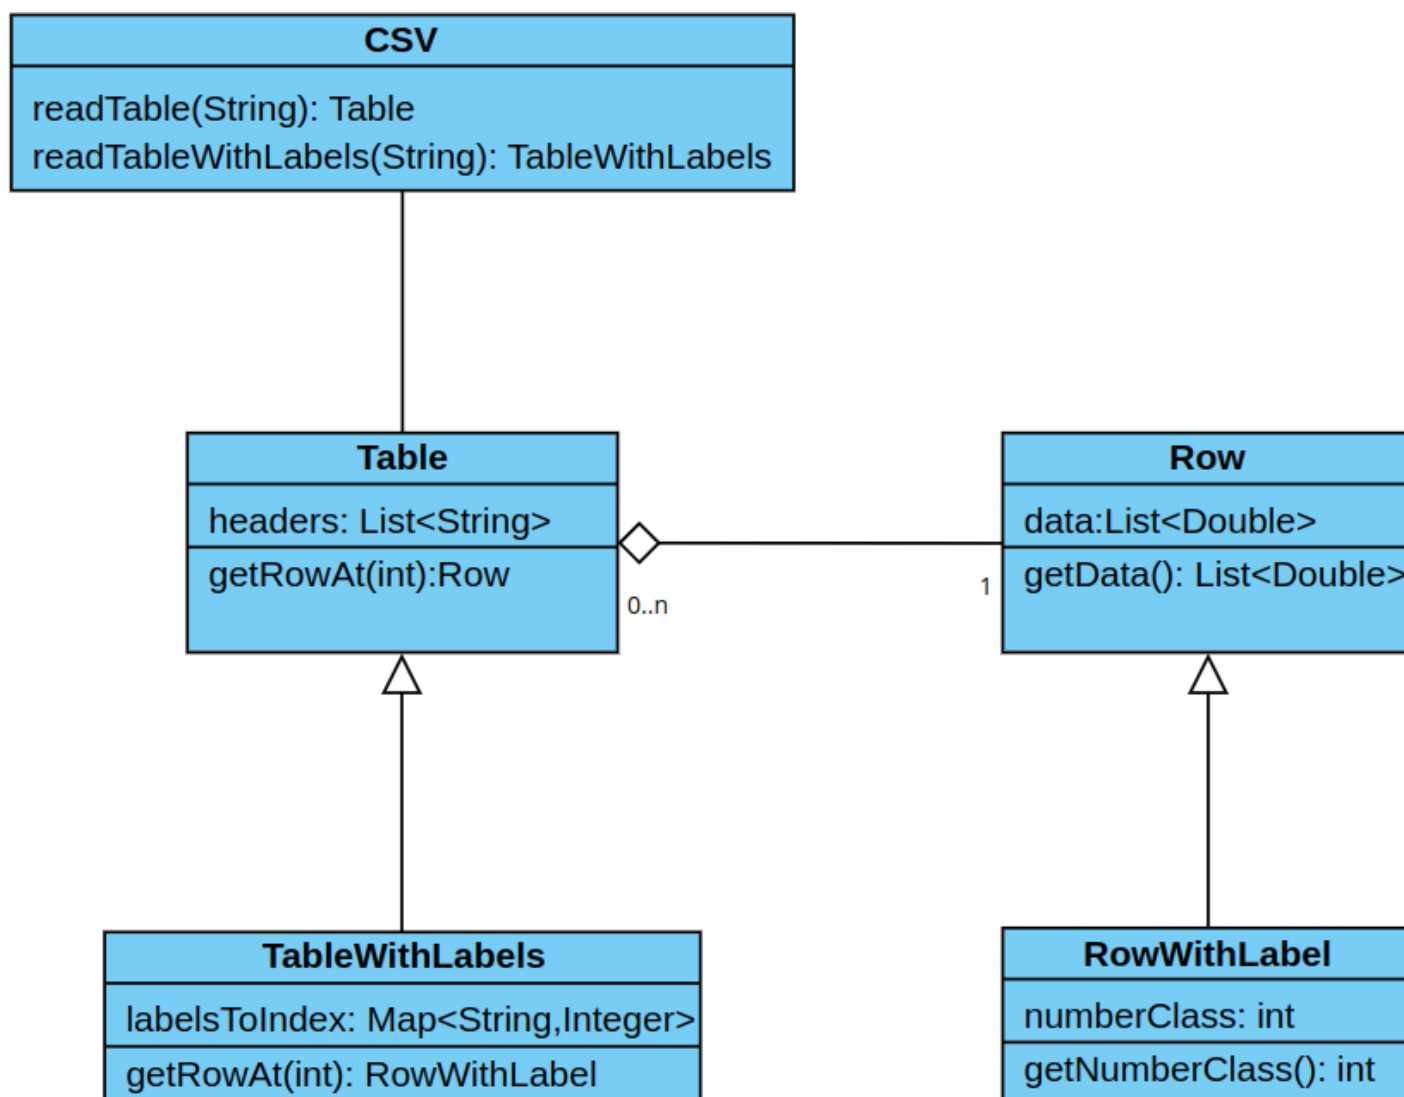 CSV
readTable(String): Table
readTableWithLabels(String): TableWithLabels
Table
headers: List<String>
getRowAt(int):Row
0..n
1
Row
data:List<Double>
getData(): List<Double>
TableWithLabels
labelsToIndex: Map<String,Integer>
getRowAt(int): RowWithLabel
RowWithLabel
numberClass: int
getNumberClass(): int